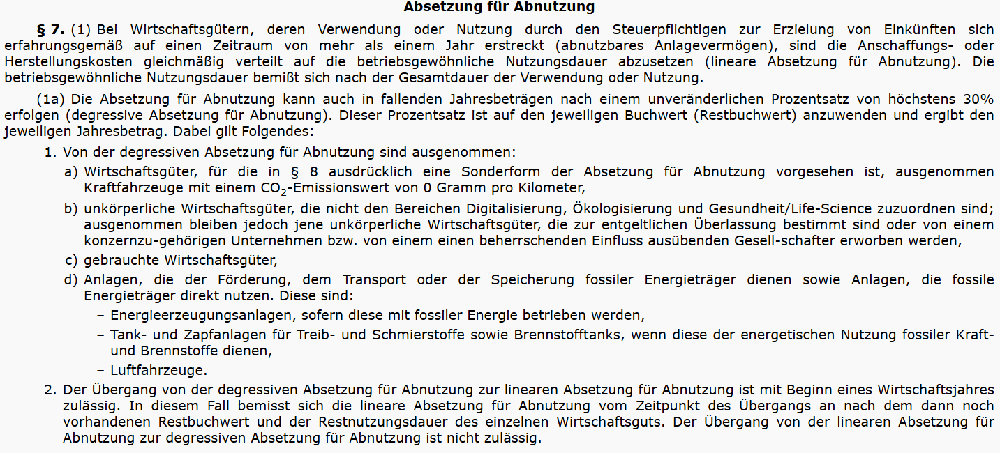 Absetzung für Abnutzung
§ 7. (1) Bei Wirtschaftsgütern, deren Verwendung oder Nutzung durch den Steuerpflichtigen zur Erzielung von Einkünften sich
erfahrungsgemäß auf einen Zeitraum von mehr als einem Jahr erstreckt (abnutzbares Anlagevermögen), sind die Anschaffungs- oder
Herstellungskosten gleichmäßig verteilt auf die betriebsgewöhnliche Nutzungsdauer abzusetzen (lineare Absetzung für Abnutzung). Die
betriebsgewöhnliche Nutzungsdauer bemißt sich nach der Gesamtdauer der Verwendung oder Nutzung.
(1a) Die Absetzung für Abnutzung kann auch in fallenden Jahresbeträgen nach einem unveränderlichen Prozentsatz von höchstens 30%
erfolgen (degressive Absetzung für Abnutzung). Dieser Prozentsatz ist auf den jeweiligen Buchwert (Restbuchwert) anzuwenden und ergibt den
jeweiligen Jahresbetrag. Dabei gilt Folgendes:
1. Von der degressiven Absetzung für Abnutzung sind ausgenommen:
a) Wirtschaftsgüter, für die in § 8 ausdrücklich eine Sonderform der Absetzung für Abnutzung vorgesehen ist, ausgenommen
Kraftfahrzeuge mit einem CO2-Emissionswert von 0 Gramm pro Kilometer,
b) unkörperliche Wirtschaftsgüter, die nicht den Bereichen Digitalisierung, Ökologisierung und Gesundheit/Life-Science zuzuordnen sind;
ausgenommen bleiben jedoch jene unkörperliche Wirtschaftsgüter, die zur entgeltlichen Überlassung bestimmt sind oder von einem
konzernzu-gehörigen Unternehmen bzw. von einem einen beherrschenden Einfluss ausübenden Gesell-schafter erworben werden,
c) gebrauchte Wirtschaftsgüter,
d) Anlagen, die der Förderung, dem Transport oder der Speicherung fossiler Energieträger dienen sowie Anlagen, die fossile
Energieträger direkt nutzen. Diese sind:
– Energieerzeugungsanlagen, sofern diese mit fossiler Energie betrieben werden,
– Tank- und Zapfanlagen für Treib- und Schmierstoffe sowie Brennstofftanks, wenn diese der energetischen Nutzung fossiler Kraft-
und Brennstoffe dienen,
– Luftfahrzeuge.
2. Der Übergang von der degressiven Absetzung für Abnutzung zur linearen Absetzung für Abnutzung ist mit Beginn eines Wirtschaftsjahres
zulässig. In diesem Fall bemisst sich die lineare Absetzung für Abnutzung vom Zeitpunkt des Übergangs an nach dem dann noch
vorhandenen Restbuchwert und der Restnutzungsdauer des einzelnen Wirtschaftsguts. Der Übergang von der linearen Absetzung für
Abnutzung zur degressiven Absetzung für Abnutzung ist nicht zulässig.